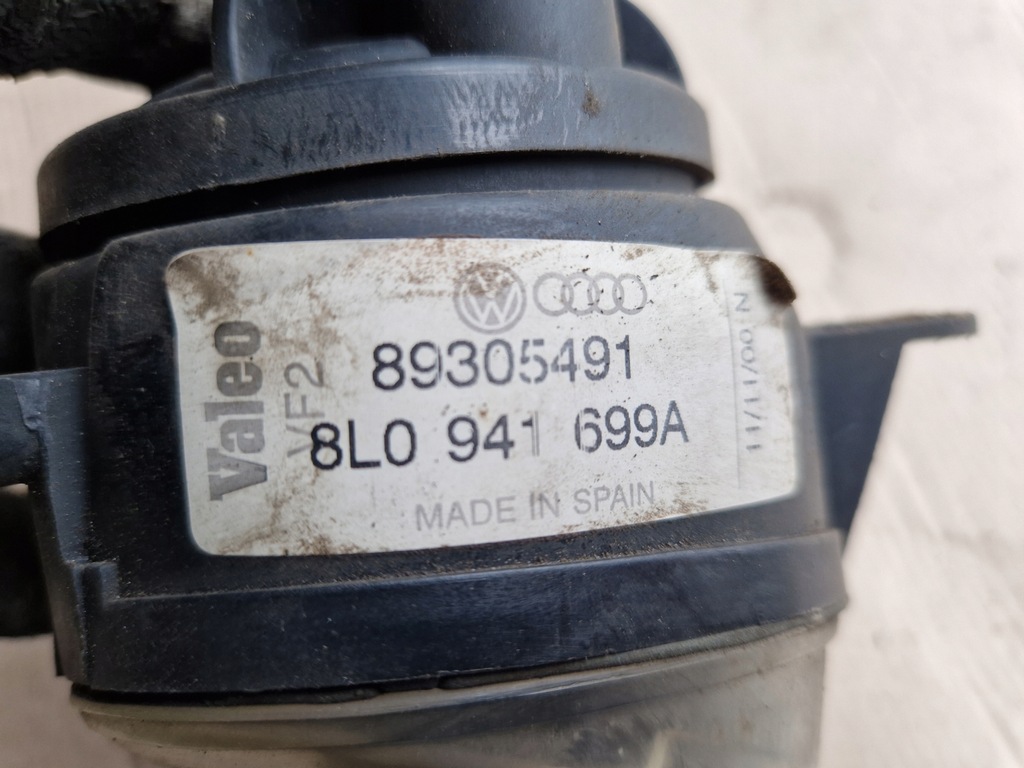 Valeo
VF2
89305491
8L0 941 699A
MADE IN SPAIN
11/11/00 N